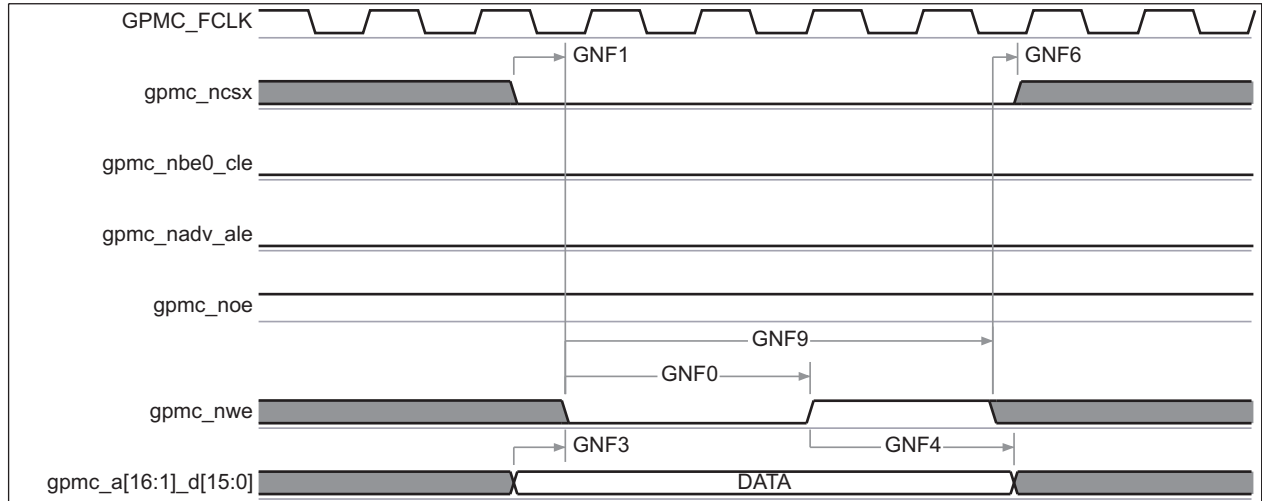 GPMC_FCLK
GNF1
GNF6
gpmc_ncsx
gpmc_nbe0_cle
gpmc_nadv_ale
gpmc_noe
GNF9
GNF0
gpmc_nwe
GNF3
GNF4
gpmc_a[16:1]_d[15:0]
DATA